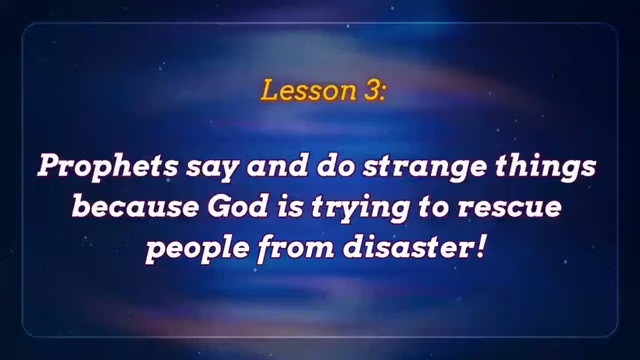 Lesson 3:
Prophets say and do strange things
because God is trying to rescue
people from disaster!